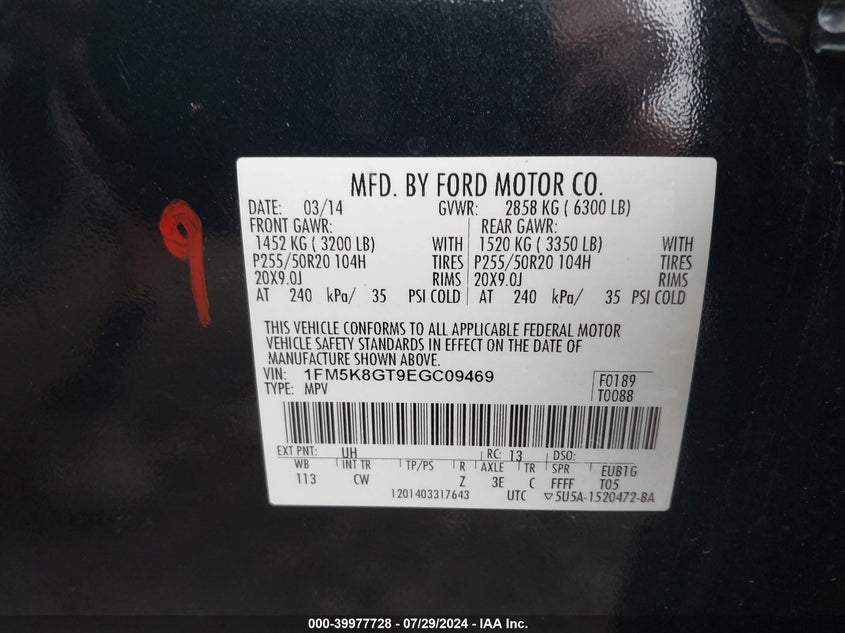 9
MFD. BY FORD MOTOR CO.
DATE: 03/14 GVWR: 2858 KG ( 6300 LB)
FRONT GAWR: REAR GAWR:
1452 KG ( 3200 LB) WITH 1520 KG ( 3350 LB) WITH
P255/50R20 104H TIRES P255/50R20 104H TIRES
20X9.0J RIMS 20X9.0J RIMS
AT 240 kPa/ 35 PSI COLD AT 240 kPa/ 35 PSI COLD
THIS VEHICLE CONFORMS TO ALL APPLICABLE FEDERAL MOTOR
VEHICLE SAFETY STANDARDS IN EFFECT ON THE DATE OF
MANUFACTURE SHOWN ABOVE.
VIN: 1FM5K8GT9EGC09469 F0189
TYPE: MPV T0088
EXT PNT: UH RC: 13 DSO:
WB INT TR TP/PS R AXLE TR SPR EUB1G
113 CW Z 3E C FFFF T05
1201403317643 UTC ▽5U5A-1520472-BA
000-39977728 - 07/29/2024 - IAA Inc.